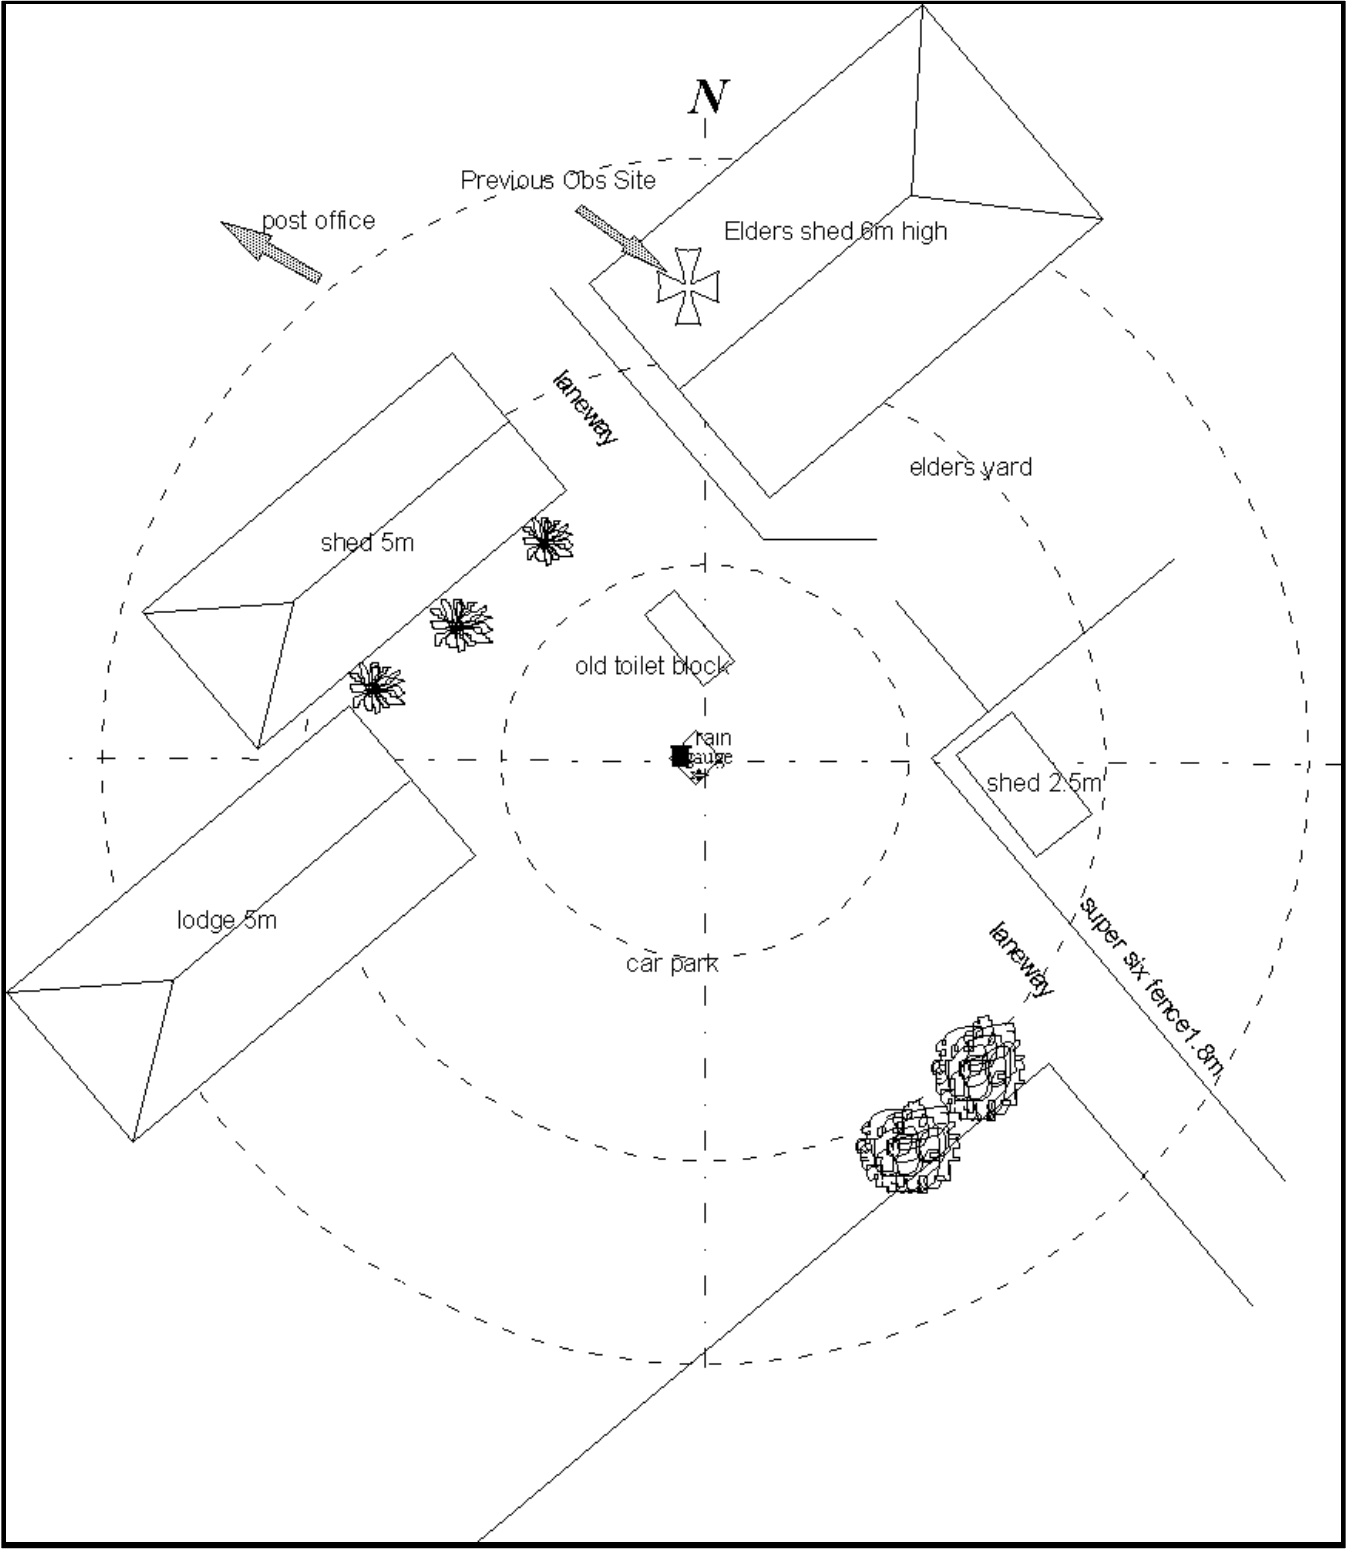 N
Previous Obs Site
post office
Elders shed 6m high
laneway
elders yard
shed 5m
old toilet block
rain
gauge
shed 2.5m
lodge 5m
car park
laneway
super six fence1.8m